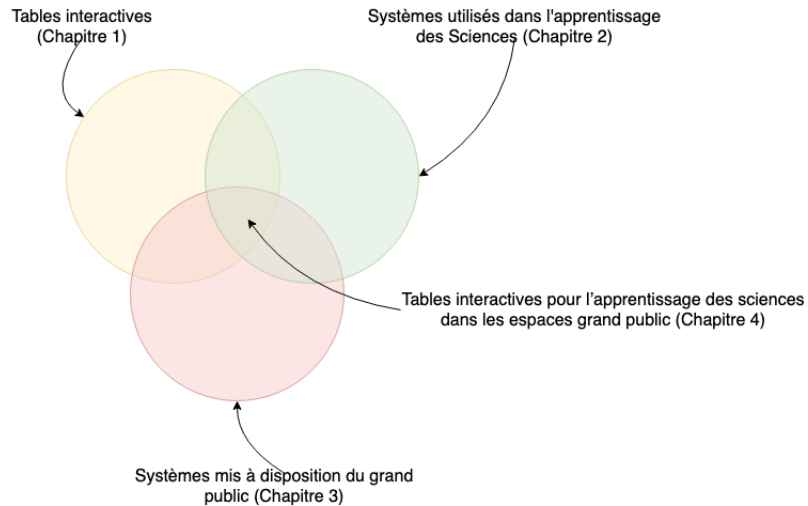 Tables interactives
(Chapitre 1)
Systèmes utilisés dans l'apprentissage
des Sciences (Chapitre 2)
Tables interactives pour l’apprentissage des sciences
dans les espaces grand public (Chapitre 4)
Systèmes mis à disposition du grand
public (Chapitre 3)